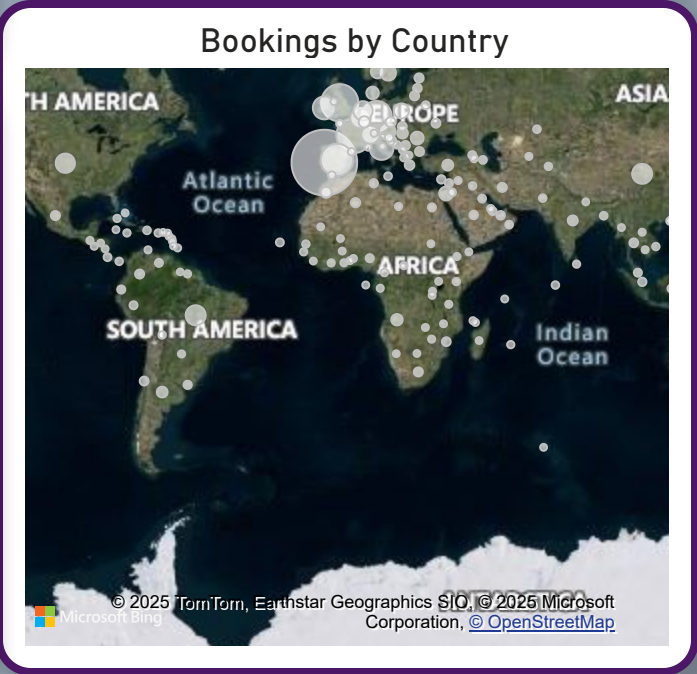 Bookings by Country
TH AMERICA
ASIA
EUROPE
Atlantic
Ocean
AFRICA
SOUTH AMERICA
Indian
Ocean
ANTARCTICA
© 2025 TomTom, Earthstar Geographics SIO, © 2025 Microsoft
Corporation, © OpenStreetMap
Microsoft Bing